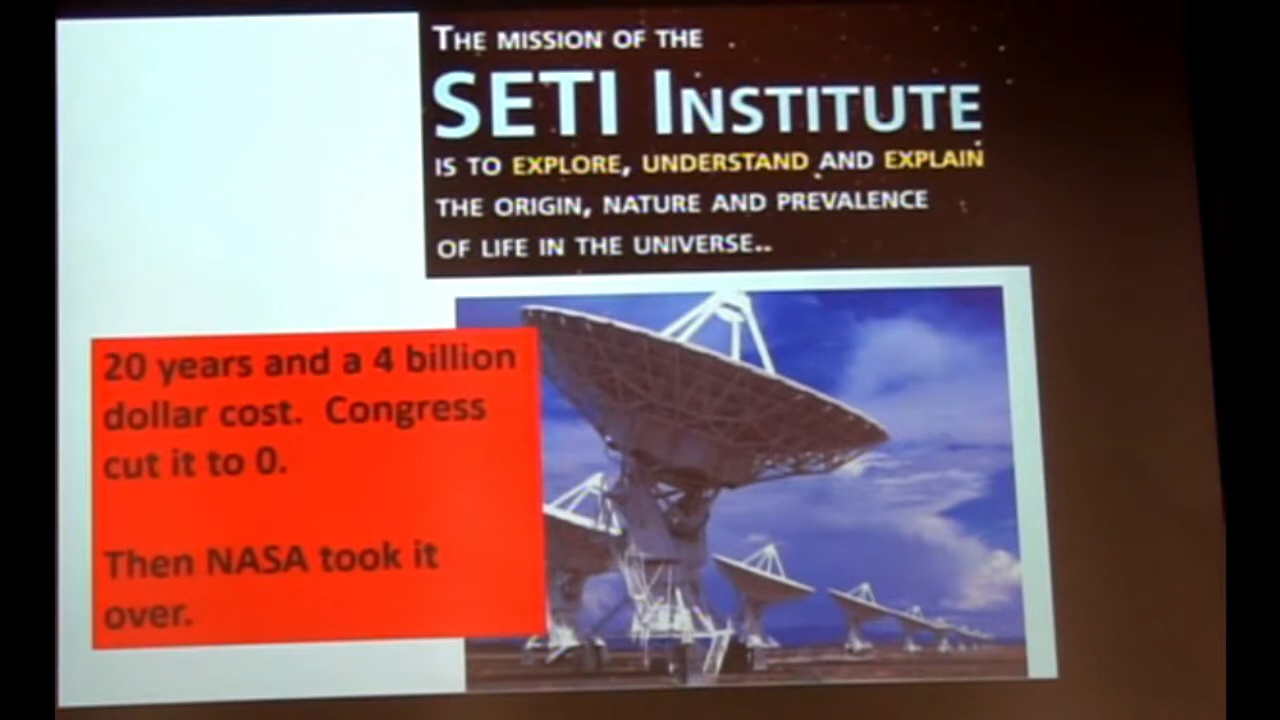 THE MISSION OF THE
SETI INSTITUTE
IS TO EXPLORE, UNDERSTAND AND EXPLAIN
THE ORIGIN, NATURE AND PREVALENCE
OF LIFE IN THE UNIVERSE..
20 years and a 4 billion
dollar cost. Congress
cut it to 0.
Then NASA took it
over.